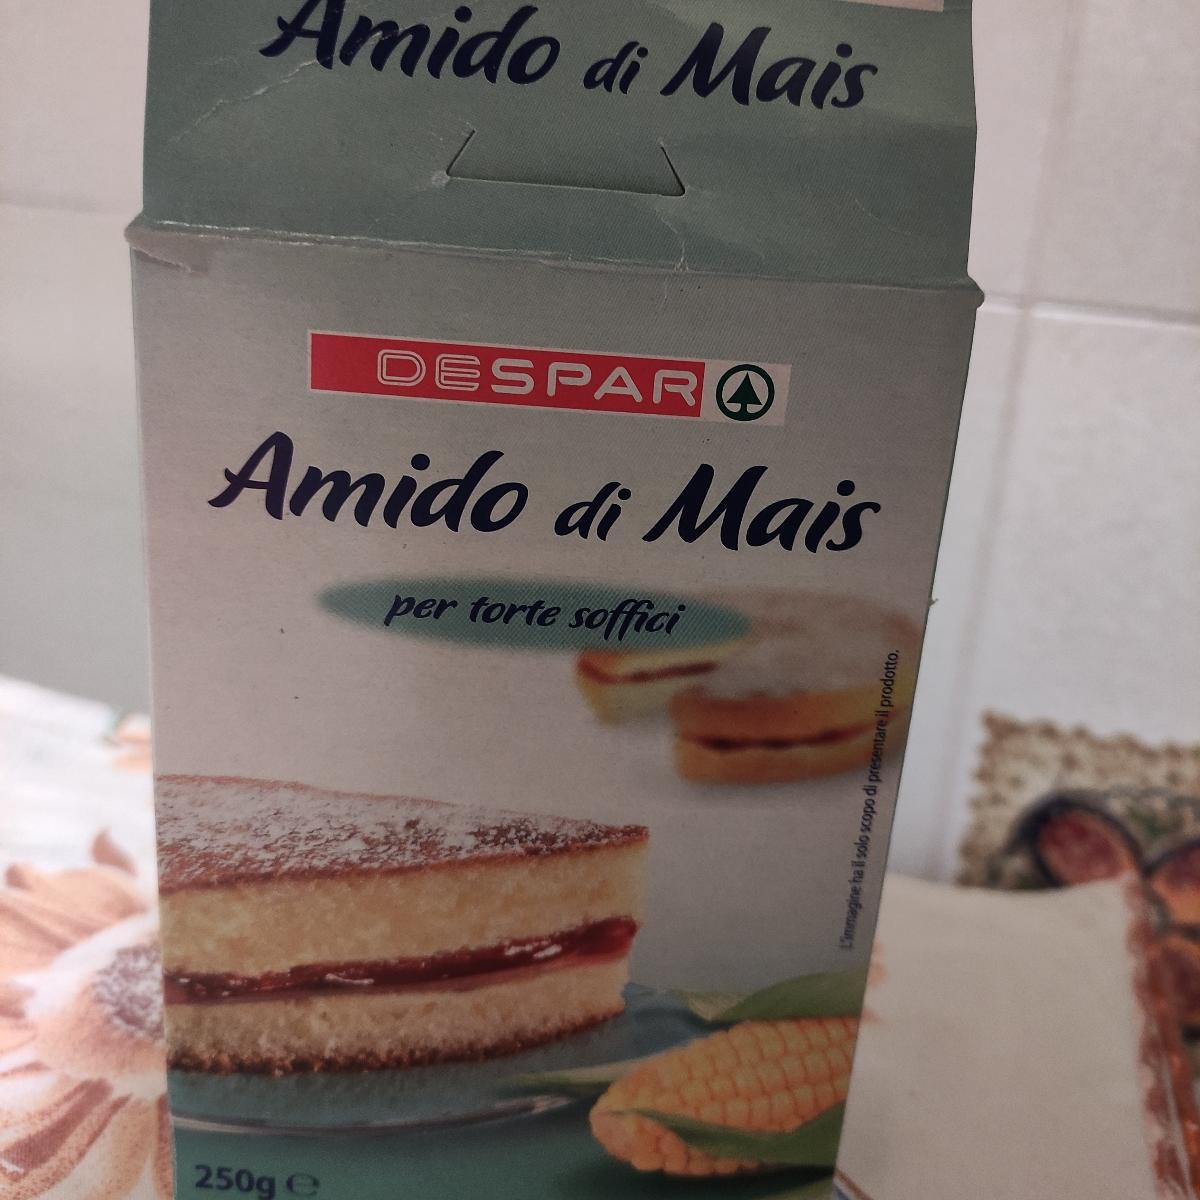 Amido di Mais
DESPAR
Amido di Mais
per torte soffici
L'immagine ha il solo scopo di presentare il prodotto.
250g ℮